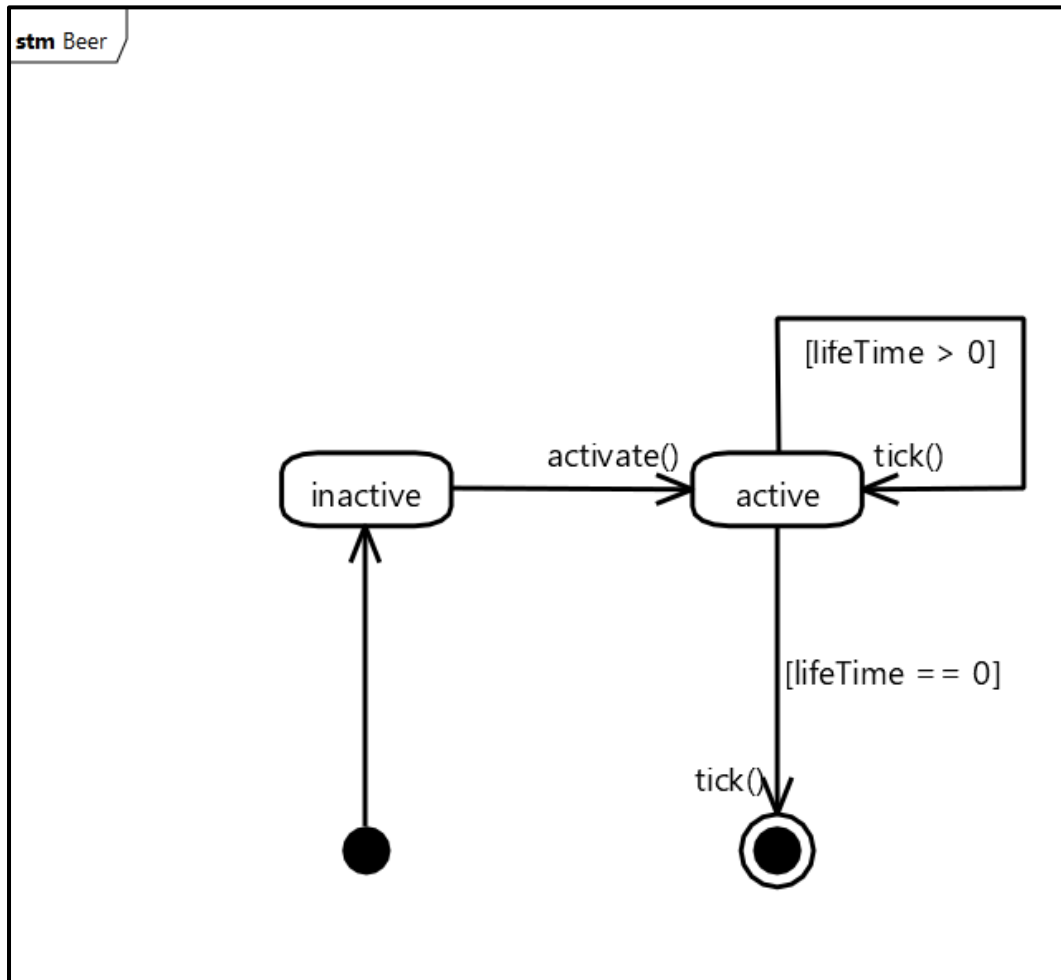 stm Beer
[lifeTime > 0]
activate()
tick()
inactive
active
[lifeTime == 0]
tick()